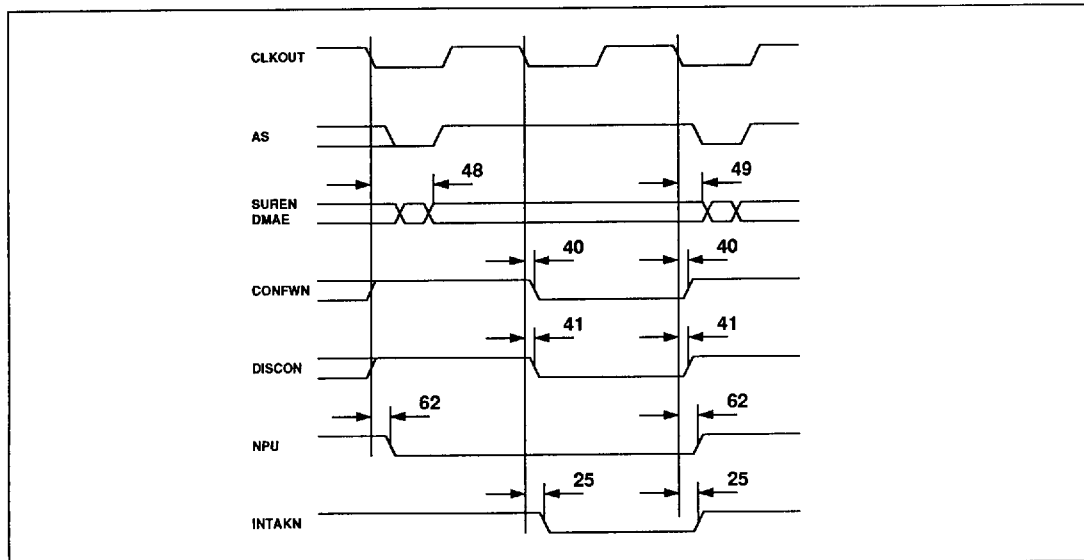 CLKOUT
AS
48
49
SUREN
DMAE
40
40
CONFWN
41
41
DISCON
62
62
NPU
25
25
INTAKN